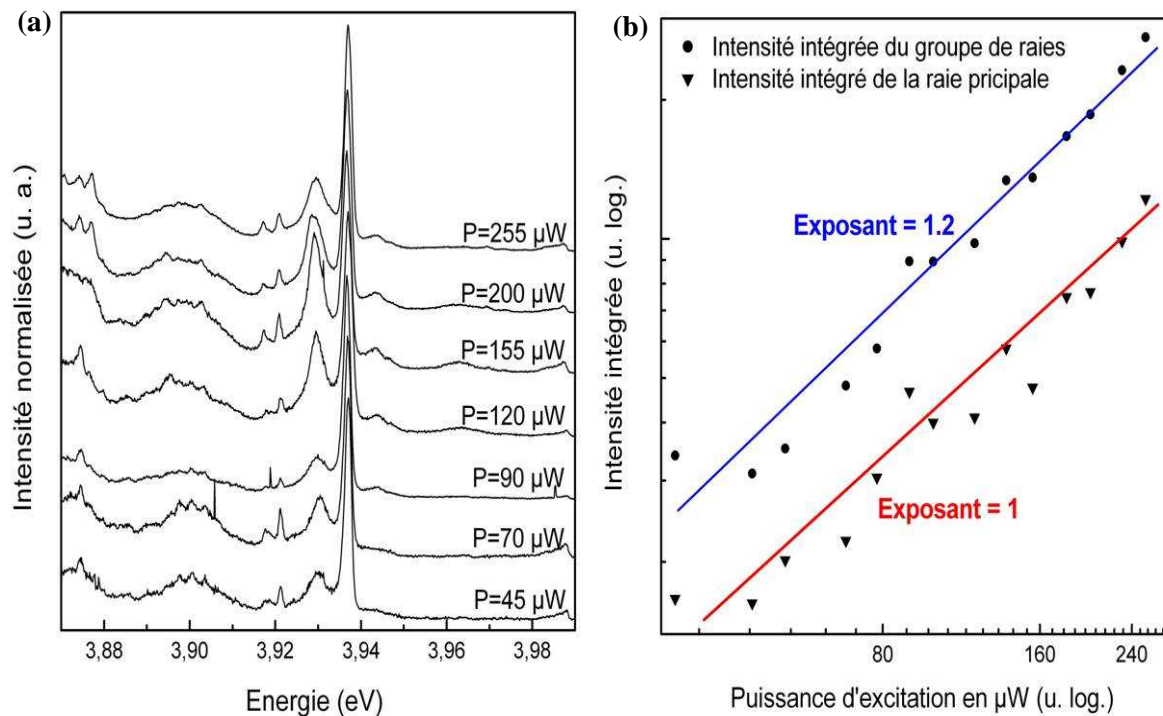 (a)
Intensité normalisée (u. a.)
P=255 µW
P=200 µW
P=155 µW
P=120 µW
P=90 µW
P=70 µW
P=45 µW
3,88 3,90 3,92 3,94 3,96 3,98
Energie (eV)
(b)
Intensité intégrée (u. log.)
Intensité intégrée du groupe de raies
Intensité intégré de la raie pricipale
Exposant = 1.2
Exposant = 1
80 160 240
Puissance d'excitation en µW (u. log.)